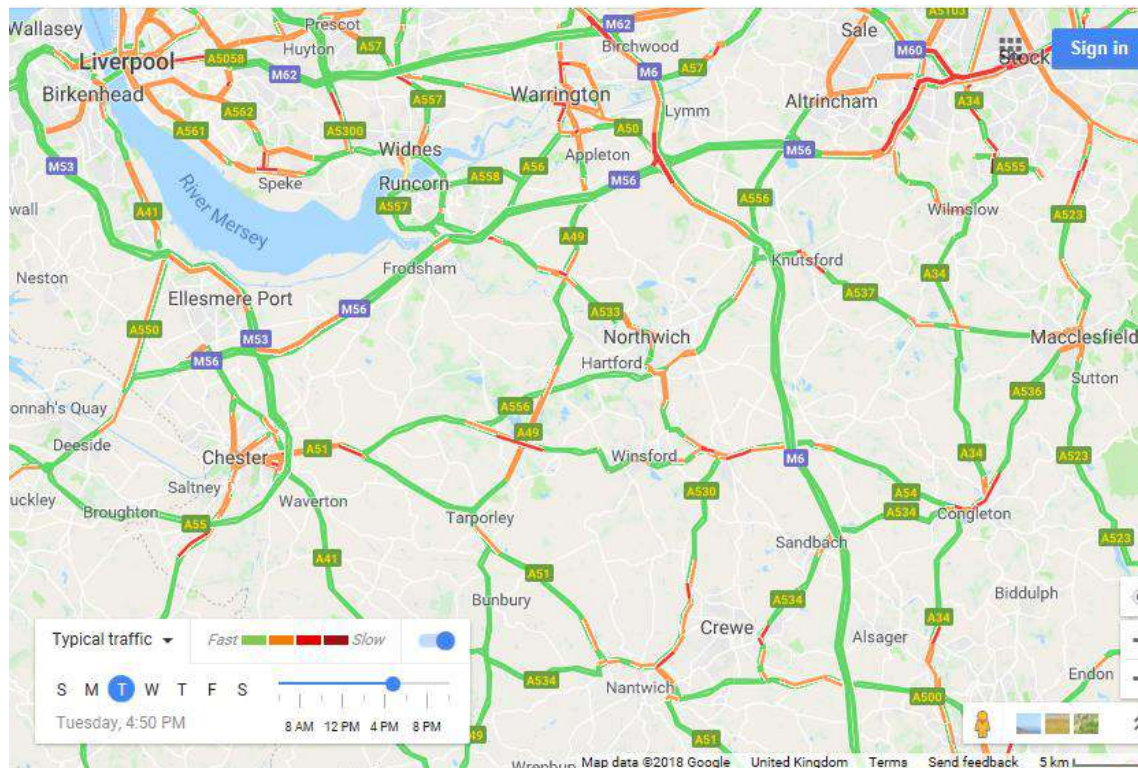 Wallasey
Prescot
M62
A5103
Sale
Huyton
A57
Birchwood
M60
Sign in
Liverpool
A5058
M62
M6
A57
Stock
Birkenhead
A562
A557
Warrington
Altrincham
A34
A561
A5300
A50
Lymm
Widnes
Appleton
M56
M53
Speke
A56
A555
Runcorn
A558
M56
River Mersey
A557
A556
Wilmslow
wall
A41
A49
A523
Neston
Frodsham
Knutsford
A34
Ellesmere Port
M56
A537
A550
A533
M53
Northwich
Macclesfield
M56
Hartford
Sutton
onnah's Quay
A556
A536
Deeside
A49
A51
Chester
Winsford
M6
A34
A523
Saltney
uckley
Waverton
A530
A54
Broughton
A55
Tarporley
A534
Congleton
Sandbach
A523
A41
A51
Biddulph
Bunbury
A534
Typical traffic
Fast
Slow
Crewe
A34
Alsager
S M T W T F S
A534
Nantwich
Endon
A500
Tuesday, 4:50 PM
8 AM 12 PM 4 PM 8 PM
49
A51
Wrenbury
Map data ©2018 Google United Kingdom Terms Send feedback 5 km